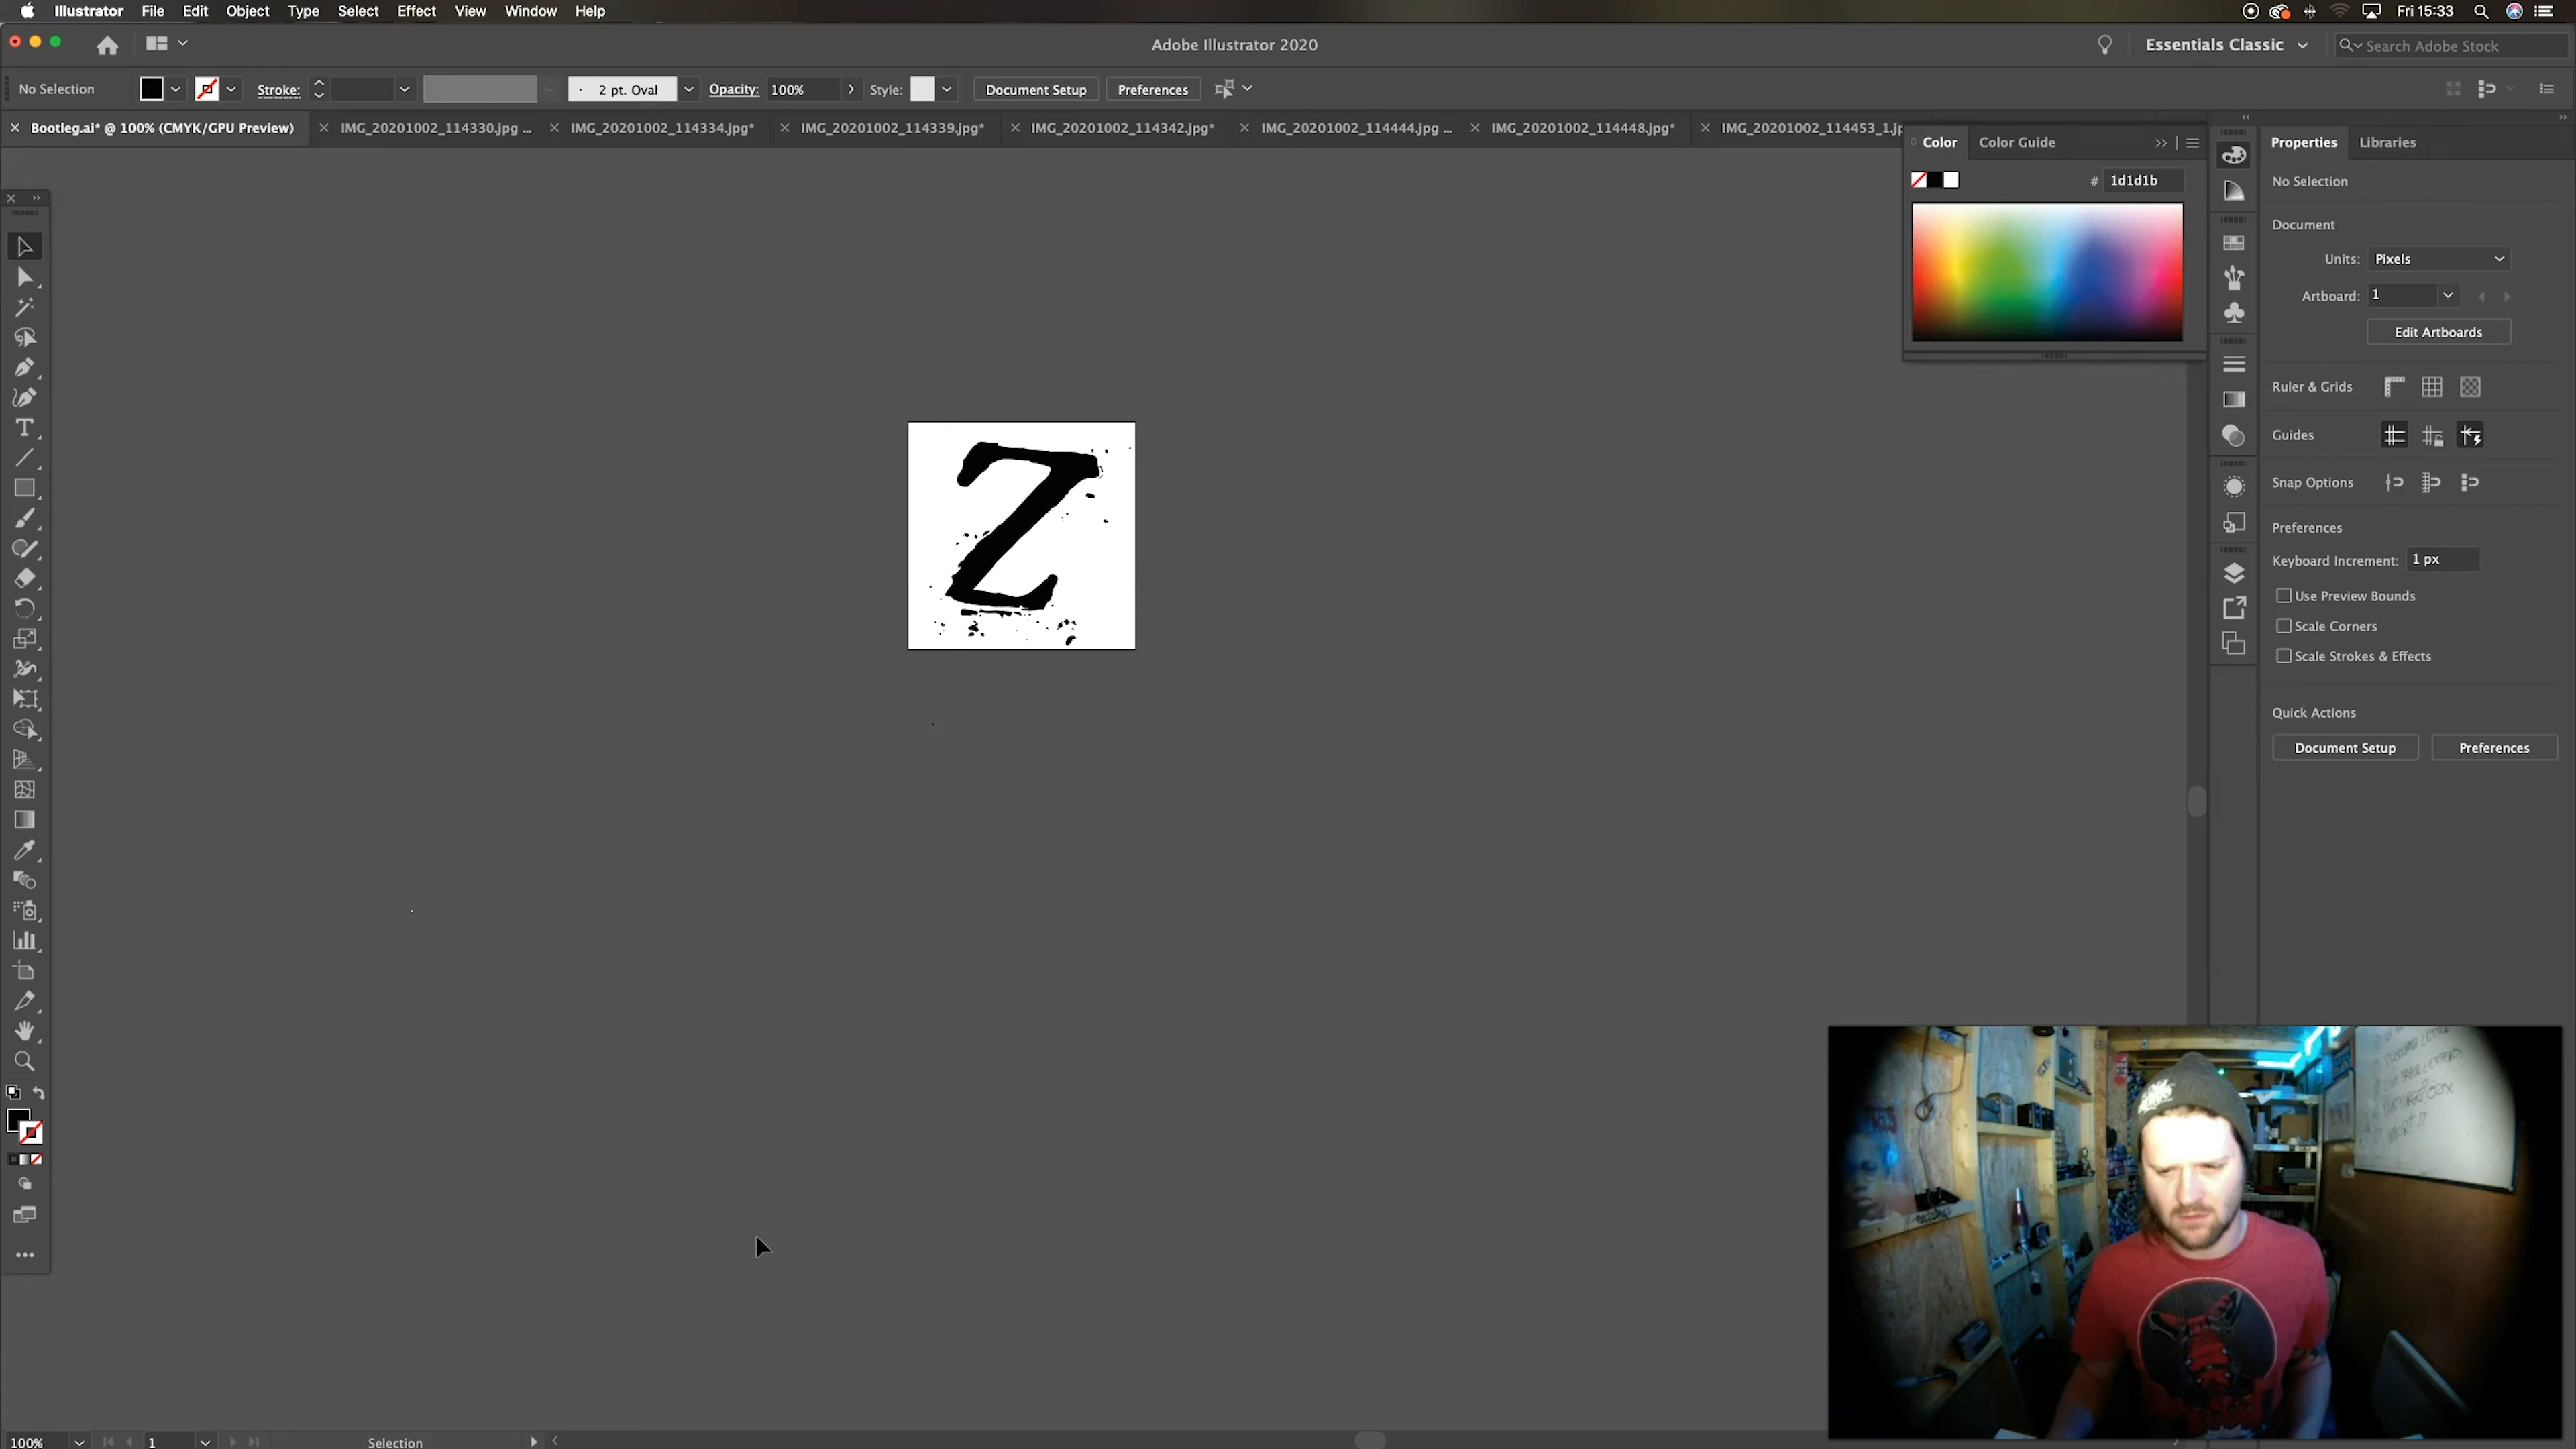 Illustrator File Edit Object Type Select Effect View Window Help
Fri 15:33
Adobe Illustrator 2020
Essentials Classic
Search Adobe Stock
No Selection
Stroke:
2 pt. Oval
Opacity: 100%
Style:
Document Setup
Preferences
Bootleg.ai* @ 100% (CMYK/GPU Preview)
IMG_20201002_114330.jpg ...
IMG_20201002_114334.jpg*
IMG_20201002_114339.jpg*
IMG_20201002_114342.jpg*
IMG_20201002_114444.jpg ...
IMG_20201002_114448.jpg*
IMG_20201002_114453_1.jp
Color
Color Guide
# 1d1d1b
Properties
Libraries
No Selection
Document
Units: Pixels
Artboard: 1
Edit Artboards
Ruler & Grids
Guides
Snap Options
Preferences
Keyboard Increment: 1 px
Use Preview Bounds
Scale Corners
Scale Strokes & Effects
Quick Actions
Document Setup
Preferences
Z
100%
1
Selection